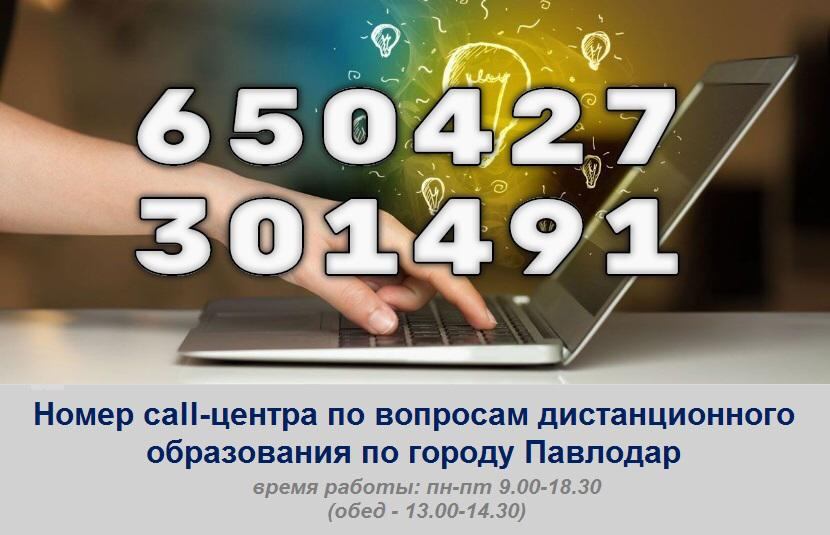 650427
301491
Номер call-центра по вопросам дистанционного
образования по городу Павлодар
время работы: пн-пт 9.00-18.30
(обед - 13.00-14.30)